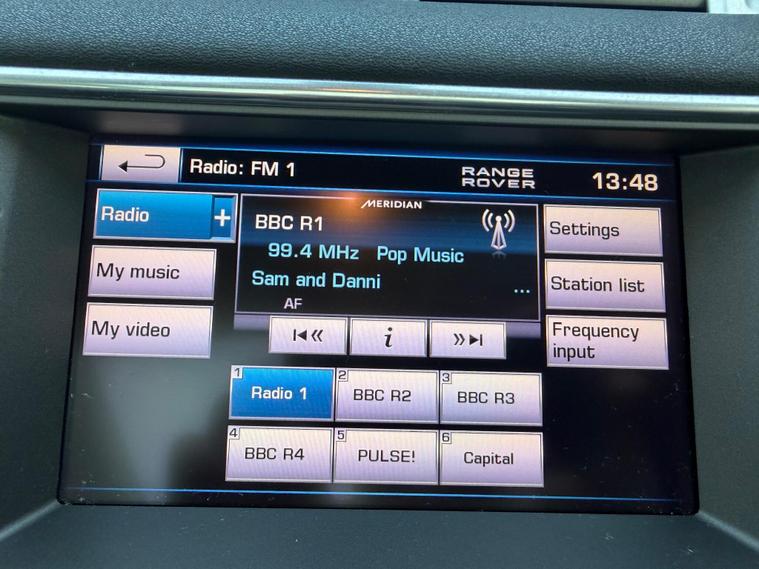 Radio: FM 1
RANGE
ROVER
13:48
Radio
+
My music
My video
MERIDIAN
BBC R1
99.4 MHz Pop Music
Sam and Danni
...
AF
i
Settings
Station list
Frequency
input
1 Radio 1
2 BBC R2
3 BBC R3
4 BBC R4
5 PULSE!
6 Capital